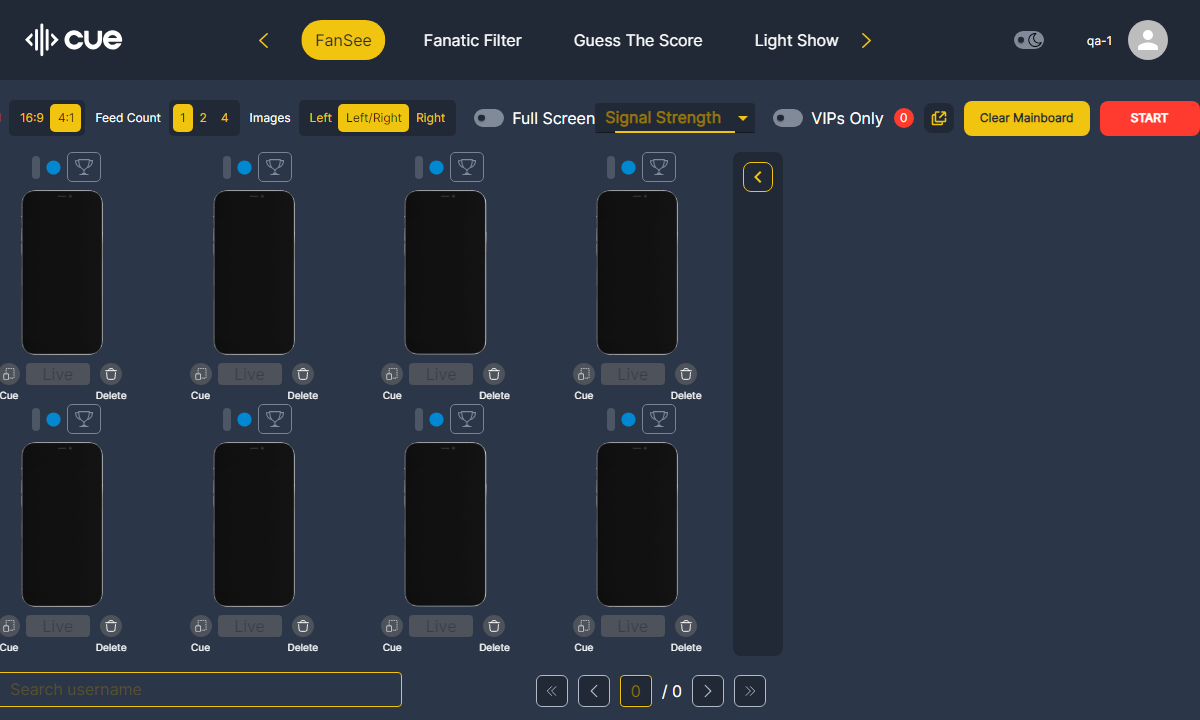 cue
FanSee
Fanatic Filter
Guess The Score
Light Show
qa-1
16:9 4:1 Feed Count 1 2 4 Images Left Left/Right Right Full Screen Signal Strength VIPs Only 0 Clear Mainboard START
Live Live Live Live
Cue Delete Cue Delete Cue Delete Cue Delete
Live Live Live Live
Cue Delete Cue Delete Cue Delete Cue Delete
Search username
0 / 0